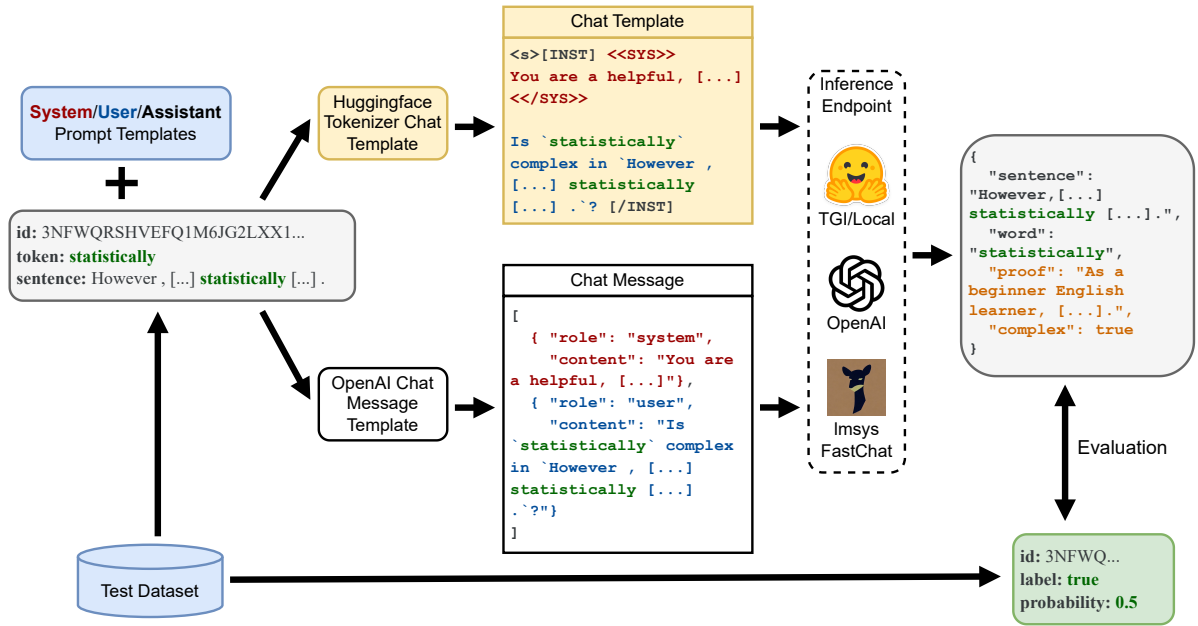 System/User/Assistant
Prompt Templates
id: 3NFWQRSHVEFQ1M6JG2LXX1...
token: statistically
sentence: However , [...] statistically [...] .
Test Dataset
Huggingface
Tokenizer Chat
Template
OpenAI Chat
Message
Template
Chat Template
<s>[INST] <<SYS>>
You are a helpful, [...]
<</SYS>>
Is `statistically`
complex in `However ,
[...] statistically
[...] .`? [/INST]
Chat Message
[
{ "role": "system",
"content": "You are
a helpful, [...]"},
{ "role": "user",
"content": "Is
`statistically` complex
in `However , [...]
statistically [...]
.`?"}
]
Inference
Endpoint
TGI/Local
OpenAI
lmsys
FastChat
{
"sentence":
"However,[...]
statistically [...].",
"word":
"statistically",
"proof": "As a
beginner English
learner, [...].",
"complex": true
}
Evaluation
id: 3NFWQ...
label: true
probability: 0.5